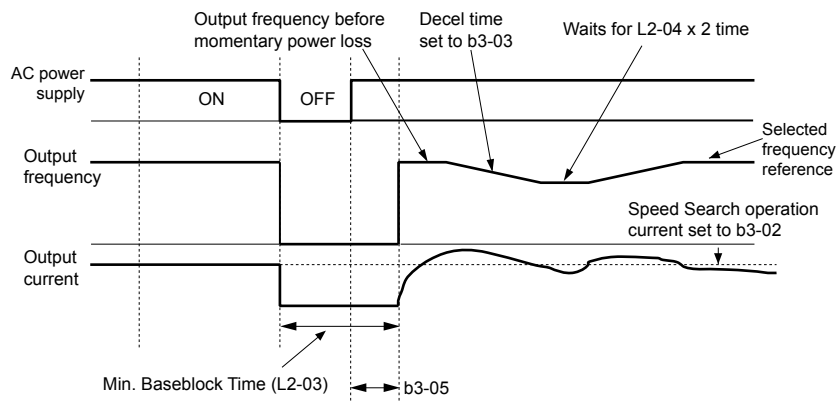 Output frequency before
momentary power loss
Decel time
set to b3-03
Waits for L2-04 x 2 time
AC power
supply
ON
OFF
Output
frequency
Selected
frequency
reference
Speed Search operation
current set to b3-02
Output
current
Min. Baseblock Time (L2-03)
b3-05